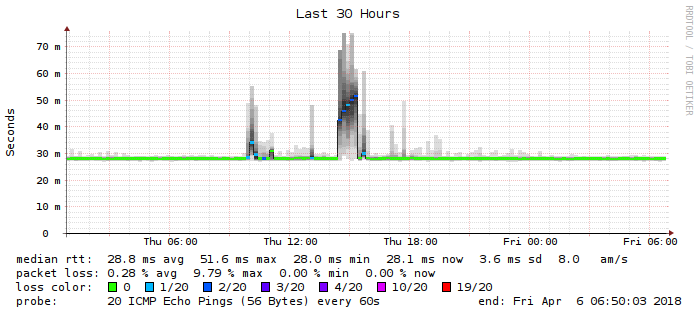 Last 30 Hours
RRDTOOL / TOBI OETIKER
Seconds
70 m
60 m
50 m
40 m
30 m
20 m
10 m
0
Thu 06:00 Thu 12:00 Thu 18:00 Fri 00:00 Fri 06:00
median rtt: 28.8 ms avg 51.6 ms max 28.0 ms min 28.1 ms now 3.6 ms sd 8.0 am/s
packet loss: 0.28 % avg 9.79 % max 0.00 % min 0.00 % now
loss color: 0 1/20 2/20 3/20 4/20 10/20 19/20
probe: 20 ICMP Echo Pings (56 Bytes) every 60s end: Fri Apr 6 06:50:03 2018